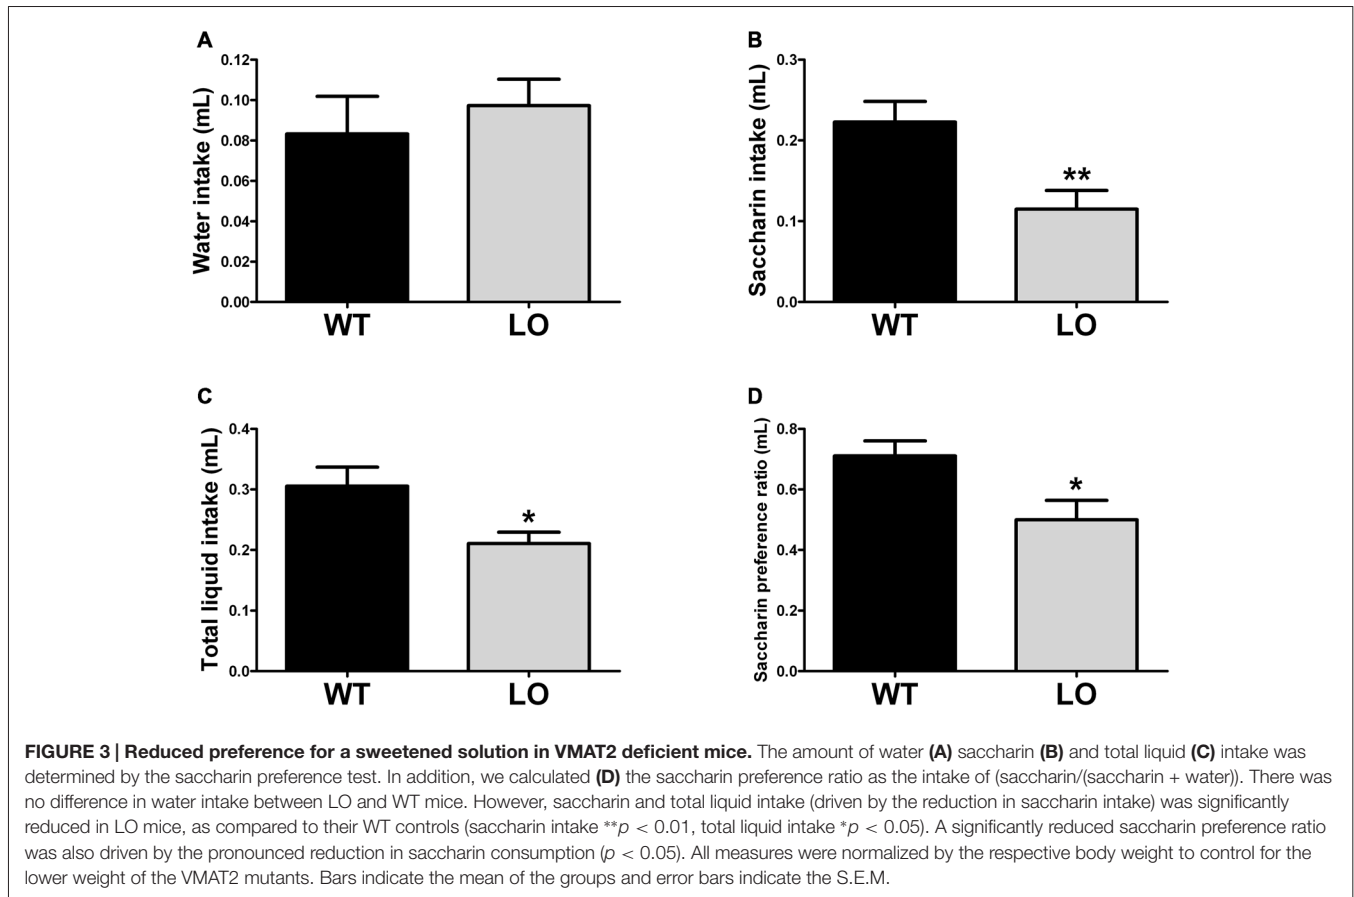 A
Water intake (mL)
0.12
0.10
0.08
0.06
0.04
0.02
0.00
WT
LO
B
Saccharin intake (mL)
0.3
0.2
0.1
0.0
**
WT
LO
C
Total liquid intake (mL)
0.4
0.3
0.2
0.1
0.0
*
WT
LO
D
Saccharin preference ratio (mL)
0.8
0.6
0.4
0.2
0.0
*
WT
LO
FIGURE 3 | Reduced preference for a sweetened solution in VMAT2 deficient mice. The amount of water (A) saccharin (B) and total liquid (C) intake was
determined by the saccharin preference test. In addition, we calculated (D) the saccharin preference ratio as the intake of (saccharin/(saccharin + water)). There was
no difference in water intake between LO and WT mice. However, saccharin and total liquid intake (driven by the reduction in saccharin intake) was significantly
reduced in LO mice, as compared to their WT controls (saccharin intake **p < 0.01, total liquid intake *p < 0.05). A significantly reduced saccharin preference ratio
was also driven by the pronounced reduction in saccharin consumption (p < 0.05). All measures were normalized by the respective body weight to control for the
lower weight of the VMAT2 mutants. Bars indicate the mean of the groups and error bars indicate the S.E.M.